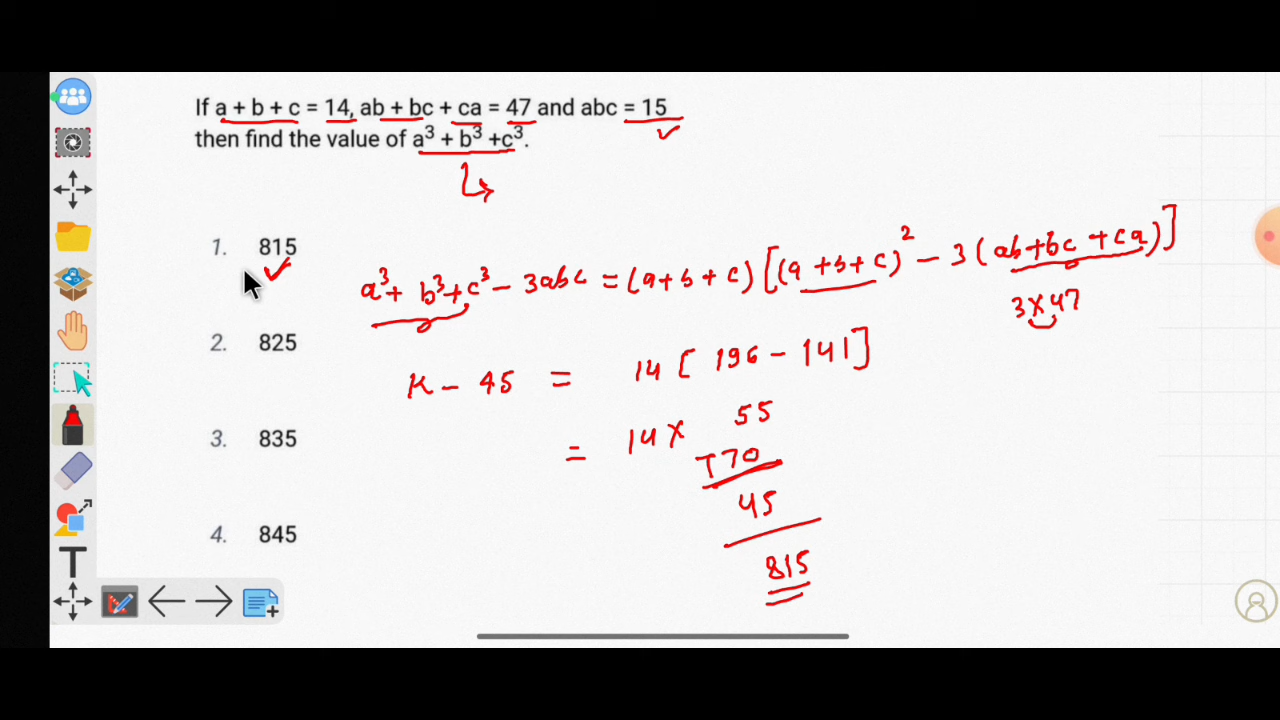 If a + b + c = 14, ab + bc + ca = 47 and abc = 15
then find the value of a³ + b³ +c³.
1. 815
a³ + b³ + c³ - 3abc = (a + b + c) [(a + b + c)² - 3 (ab + bc + ca)]
3 x 47
2. 825
K - 45 = 14 [ 196 - 141]
= 14 x 55
3. 835
770
45
4. 845
815
T